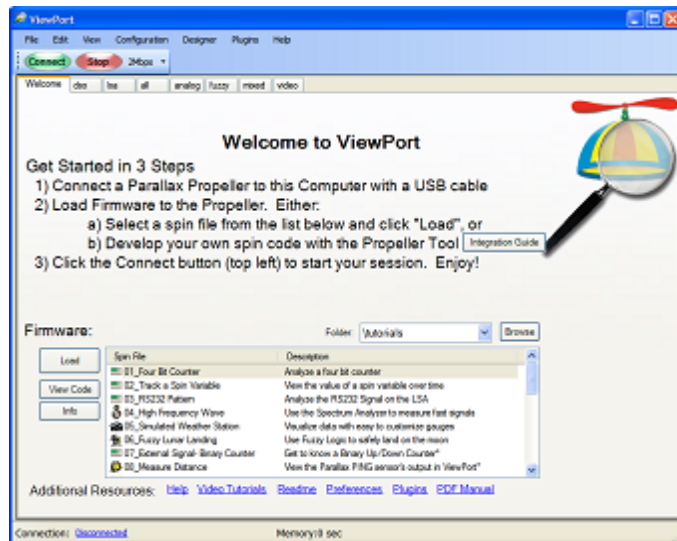 ViewPort
File Edit View Configuration Designer Plugins Help
Connect Stop 2Mbps
Welcome dso lsa all analog fuzzy mixed video
Welcome to ViewPort
Get Started in 3 Steps
1) Connect a Parallax Propeller to this Computer with a USB cable
2) Load Firmware to the Propeller. Either:
a) Select a spin file from the list below and click "Load", or
b) Develop your own spin code with the Propeller Tool Integration Guide
3) Click the Connect button (top left) to start your session. Enjoy!
Firmware: Folder: \tutorials Browse
Load View Code Info
Spin File Description
01_Four Bit Counter Analyze a four bit counter
02_Track a Spin Variable View the value of a spin variable over time
03_RS232 Pattern Analyze the RS232 Signal on the LSA
04_High Frequency Wave Use the Spectrum Analyzer to measure fast signals
05_Simulated Weather Station Visualize data with easy to customize gauges
06_Fuzzy Lunar Landing Use Fuzzy Logic to safely land on the moon
07_External Signal- Binary Counter Get to know a Binary Up/Down Counter*
08_Measure Distance View the Parallax PING sensor's output in ViewPort*
Additional Resources: Help Video Tutorials Readme Preferences Plugins PDF Manual
Connection: Disconnected Memory:0 sec